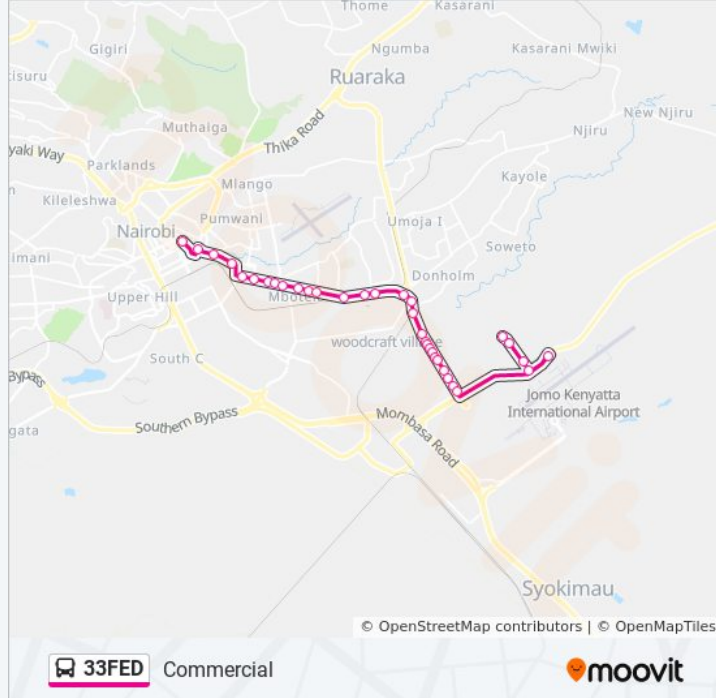 Thome
Kasarani
Gigiri
Ngumba
Kasarani Mwiki
Ruaraka
New Njiru
Muthaiga
Njiru
Thika Road
Parklands
Kayole
Mlango
Kileleshwa
Pumwani
Umoja I
Nairobi
Soweto
Donholm
Upper Hill
woodcraft village
South C
Jomo Kenyatta
International Airport
Southern Bypass
Mombasa Road
Syokimau
© OpenStreetMap contributors | © OpenMapTiles
33FED Commercial
moovit